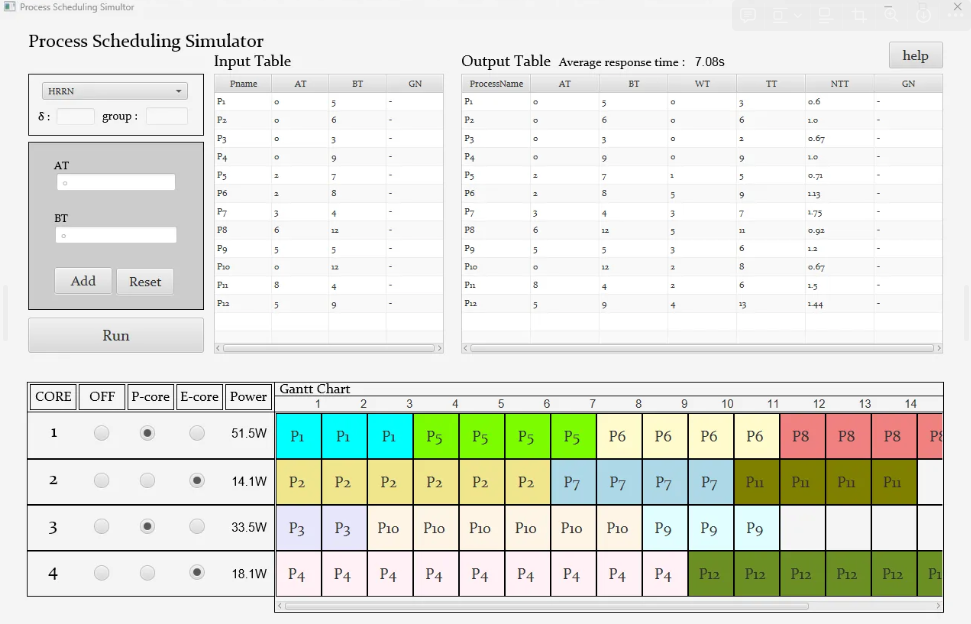 Process Scheduling Simultor
Process Scheduling Simulator
Input Table
Output Table Average response time : 7.08s
help
HRRN
δ : group :
AT
0
BT
0
Add Reset
Run
Pname AT BT GN
P1 0 5 -
P2 0 6 -
P3 0 3 -
P4 0 9 -
P5 2 7 -
P6 2 8 -
P7 3 4 -
P8 6 12 -
P9 5 5 -
P10 0 12 -
P11 8 4 -
P12 5 9 -
ProcessName AT BT WT TT NTT GN
P1 0 5 0 3 0.6 -
P2 0 6 0 6 1.0 -
P3 0 3 0 2 0.67 -
P4 0 9 0 9 1.0 -
P5 2 7 1 5 0.71 -
P6 2 8 5 9 1.13 -
P7 3 4 3 7 1.75 -
P8 6 12 5 11 0.92 -
P9 5 5 3 6 1.2 -
P10 0 12 2 8 0.67 -
P11 8 4 2 6 1.5 -
P12 5 9 4 13 1.44 -
CORE OFF P-core E-core Power
Gantt Chart
1 2 3 4 5 6 7 8 9 10 11 12 13 14
1 51.5W P1 P1 P1 P5 P5 P5 P5 P6 P6 P6 P6 P8 P8 P8 P8
2 14.1W P2 P2 P2 P2 P2 P2 P7 P7 P7 P7 P11 P11 P11 P11
3 33.5W P3 P3 P10 P10 P10 P10 P10 P10 P9 P9 P9
4 18.1W P4 P4 P4 P4 P4 P4 P4 P4 P4 P12 P12 P12 P12 P12 P1